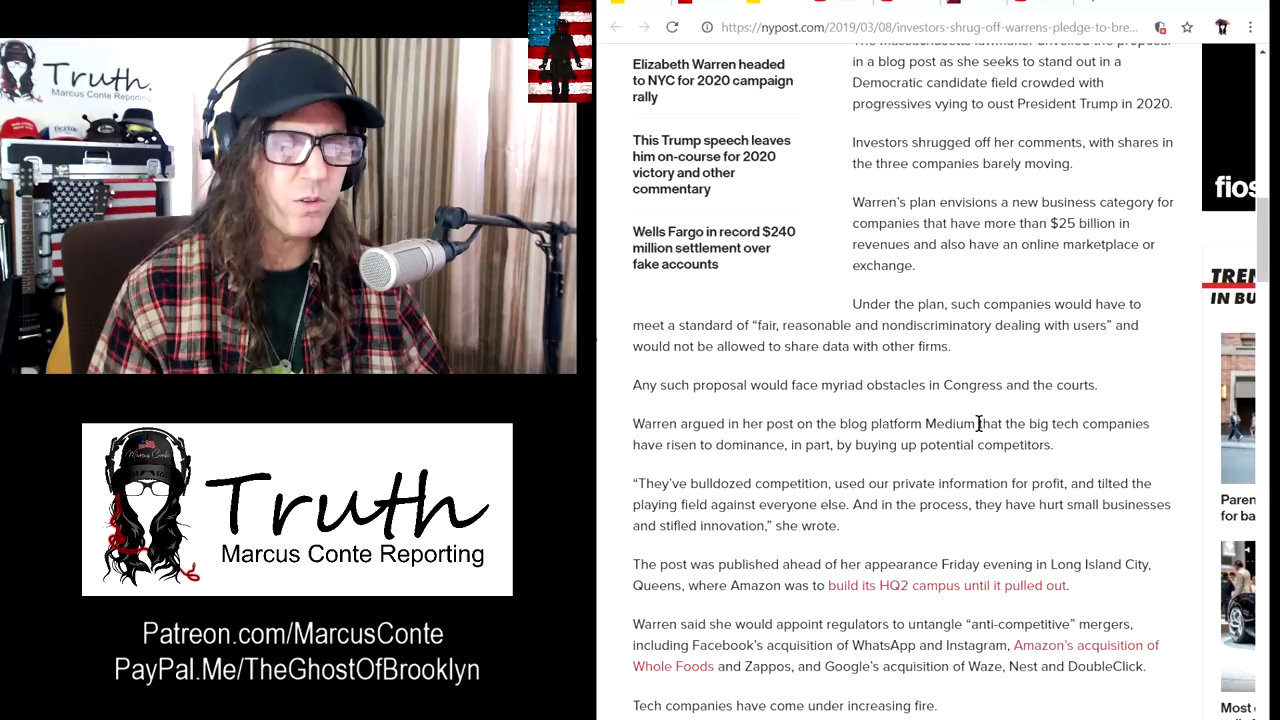 Truth.
Marcus Conte Reporting
Marcus Conte
Truth
Marcus Conte Reporting
Patreon.com/MarcusConte
PayPal.Me/TheGhostOfBrooklyn
https://nypost.com/2019/03/08/investors-shrug-off-warrens-pledge-to-bre...
Elizabeth Warren headed
to NYC for 2020 campaign
rally
This Trump speech leaves
him on-course for 2020
victory and other
commentary
Wells Fargo in record $240
million settlement over
fake accounts
The Massachusetts lawmaker unveiled the proposal
in a blog post as she seeks to stand out in a
Democratic candidate field crowded with
progressives vying to oust President Trump in 2020.
Investors shrugged off her comments, with shares in
the three companies barely moving.
Warren’s plan envisions a new business category for
companies that have more than $25 billion in
revenues and also have an online marketplace or
exchange.
Under the plan, such companies would have to
meet a standard of “fair, reasonable and nondiscriminatory dealing with users” and
would not be allowed to share data with other firms.
Any such proposal would face myriad obstacles in Congress and the courts.
Warren argued in her post on the blog platform Medium that the big tech companies
have risen to dominance, in part, by buying up potential competitors.
“They’ve bulldozed competition, used our private information for profit, and tilted the
playing field against everyone else. And in the process, they have hurt small businesses
and stifled innovation,” she wrote.
The post was published ahead of her appearance Friday evening in Long Island City,
Queens, where Amazon was to build its HQ2 campus until it pulled out.
Warren said she would appoint regulators to untangle “anti-competitive” mergers,
including Facebook’s acquisition of WhatsApp and Instagram, Amazon’s acquisition of
Whole Foods and Zappos, and Google’s acquisition of Waze, Nest and DoubleClick.
Tech companies have come under increasing fire.
fios
TREN
IN BU
Paren
for ba
Most